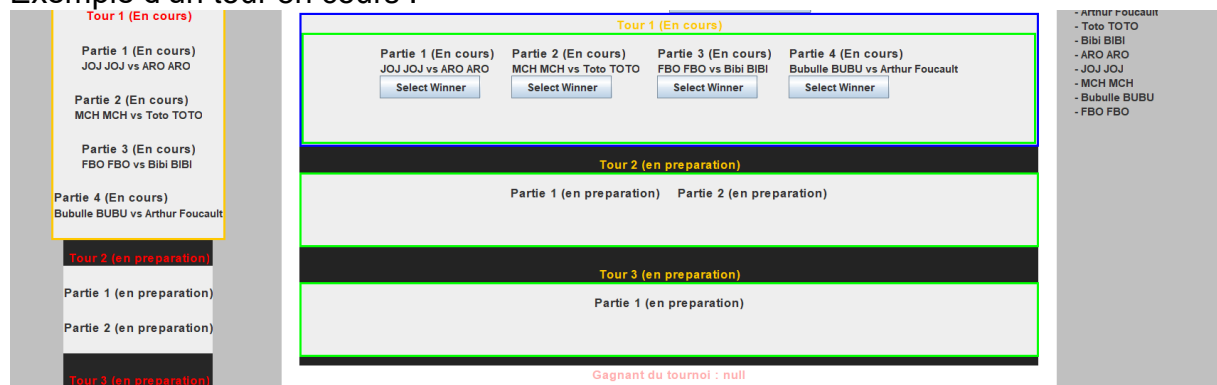 Exemple d'un tour en cours :
Tour 1 (En cours)
Partie 1 (En cours)
JOJ JOJ vs ARO ARO
Partie 2 (En cours)
MCH MCH vs Toto TOTO
Partie 3 (En cours)
FBO FBO vs Bibi BIBI
Partie 4 (En cours)
Bubulle BUBU vs Arthur Foucault
Tour 2 (en preparation)
Partie 1 (en preparation)
Partie 2 (en preparation)
Tour 3 (en preparation)
Tour 1 (En cours)
Partie 1 (En cours) Partie 2 (En cours) Partie 3 (En cours) Partie 4 (En cours)
JOJ JOJ vs ARO ARO MCH MCH vs Toto TOTO FBO FBO vs Bibi BIBI Bubulle BUBU vs Arthur Foucault
Select Winner Select Winner Select Winner Select Winner
Tour 2 (en preparation)
Partie 1 (en preparation) Partie 2 (en preparation)
Tour 3 (en preparation)
Partie 1 (en preparation)
Gagnant du tournoi : null
- Arthur Foucault
- Toto TOTO
- Bibi BIBI
- ARO ARO
- JOJ JOJ
- MCH MCH
- Bubulle BUBU
- FBO FBO